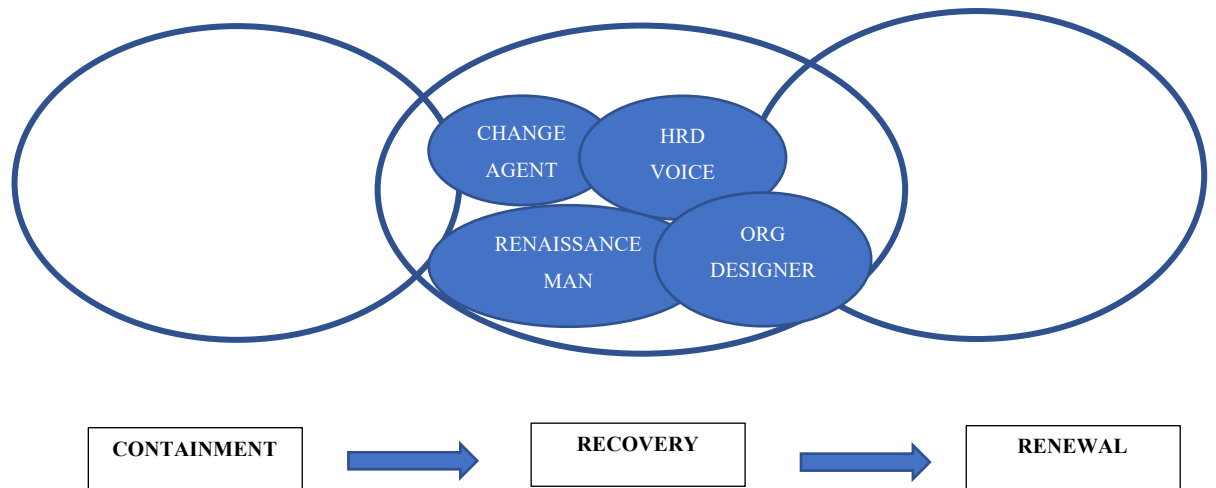 CHANGE
AGENT
HRD
VOICE
RENAISSANCE
MAN
ORG
DESIGNER
CONTAINMENT
RECOVERY
RENEWAL